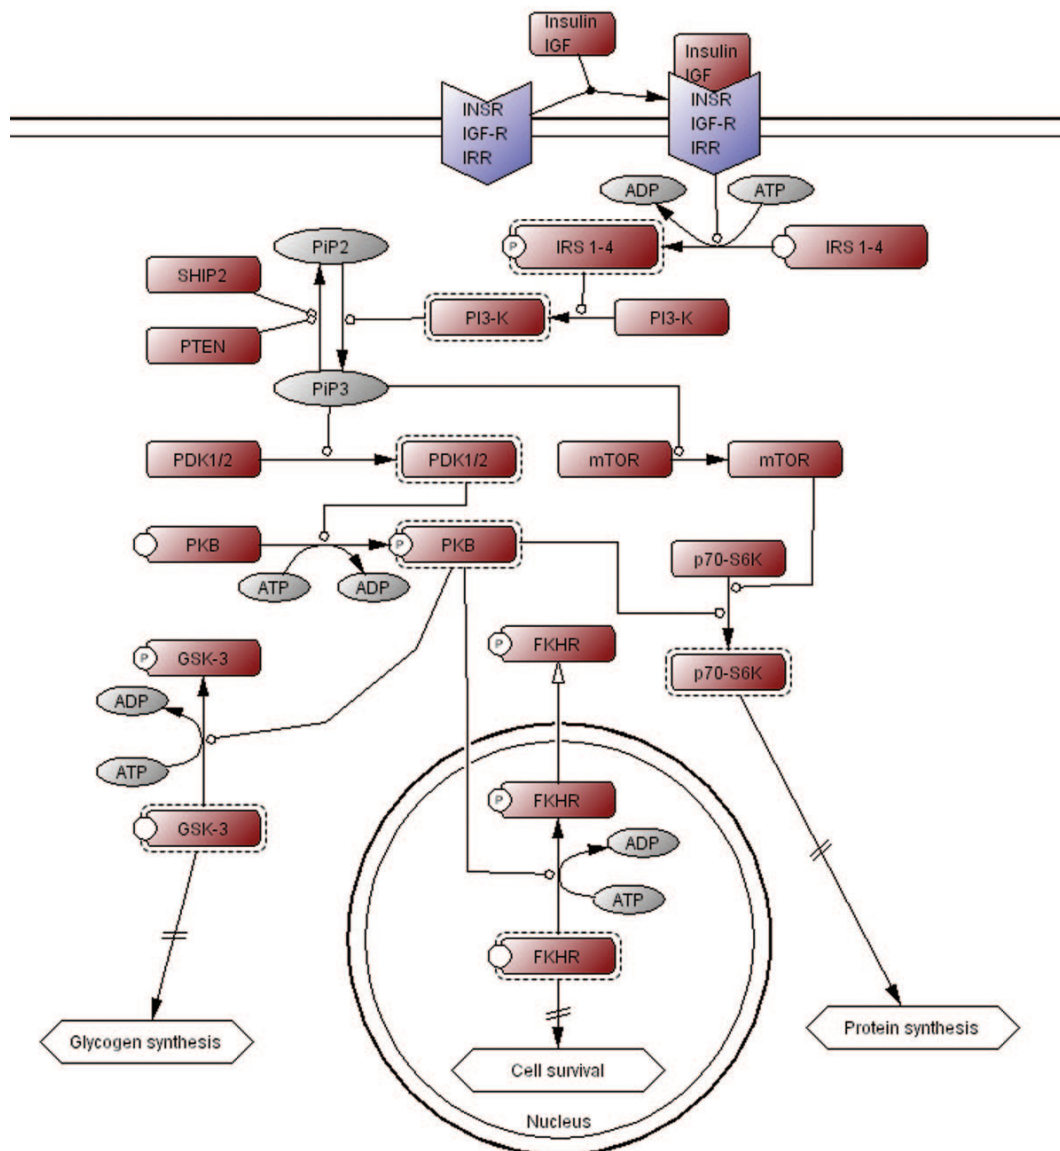 Insulin
IGF
Insulin
IGF
INSR
IGF-R
IRR
INSR
IGF-R
IRR
ADP
ATP
P
IRS 1-4
IRS 1-4
PiP2
SHIP2
PTEN
PI3-K
PI3-K
PiP3
PDK1/2
PDK1/2
mTOR
mTOR
PKB
P
PKB
ATP
ADP
p70-S6K
P
GSK-3
P
FKHR
p70-S6K
ADP
ATP
P
FKHR
GSK-3
ADP
ATP
FKHR
Glycogen synthesis
Protein synthesis
Cell survival
Nucleus